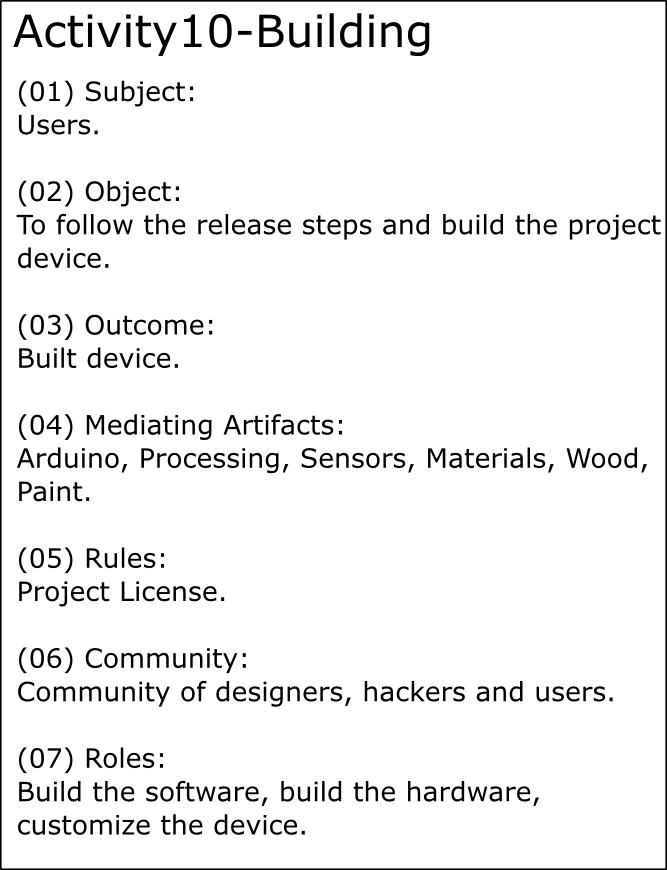 Activity10-Building
(01) Subject:
Users.
(02) Object:
To follow the release steps and build the project
device.
(03) Outcome:
Built device.
(04) Mediating Artifacts:
Arduino, Processing, Sensors, Materials, Wood,
Paint.
(05) Rules:
Project License.
(06) Community:
Community of designers, hackers and users.
(07) Roles:
Build the software, build the hardware,
customize the device.